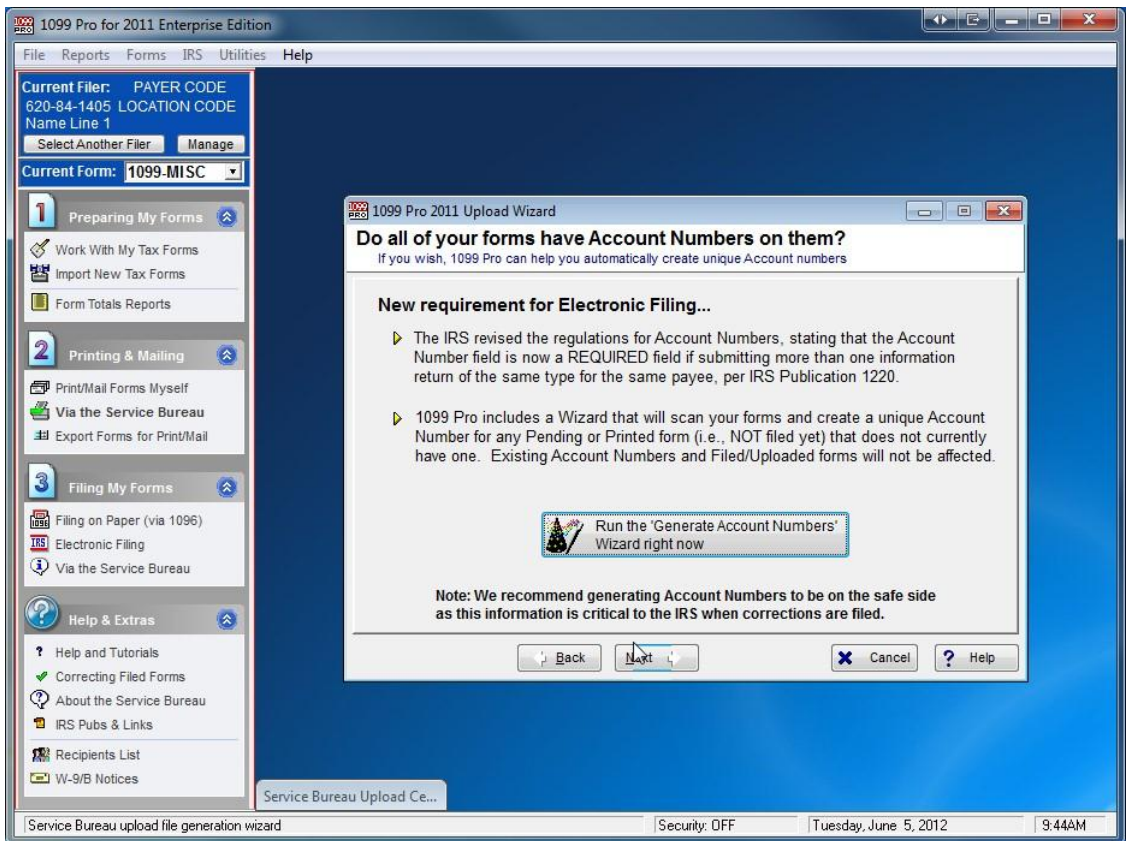 1099 PRO
1099 Pro for 2011 Enterprise Edition
File Reports Forms IRS Utilities Help
Current Filer: PAYER CODE
620-84-1405 LOCATION CODE
Name Line 1
Select Another Filer Manage
Current Form: 1099-MISC
1 Preparing My Forms
Work With My Tax Forms
Import New Tax Forms
Form Totals Reports
2 Printing & Mailing
Print/Mail Forms Myself
Via the Service Bureau
Export Forms for Print/Mail
3 Filing My Forms
1096 Filing on Paper (via 1096)
IRS Electronic Filing
Via the Service Bureau
? Help & Extras
? Help and Tutorials
Correcting Filed Forms
? About the Service Bureau
IRS Pubs & Links
Recipients List
W-9/B Notices
1099 PRO
1099 Pro 2011 Upload Wizard
Do all of your forms have Account Numbers on them?
If you wish, 1099 Pro can help you automatically create unique Account numbers
New requirement for Electronic Filing...
The IRS revised the regulations for Account Numbers, stating that the Account
Number field is now a REQUIRED field if submitting more than one information
return of the same type for the same payee, per IRS Publication 1220.
1099 Pro includes a Wizard that will scan your forms and create a unique Account
Number for any Pending or Printed form (i.e., NOT filed yet) that does not currently
have one. Existing Account Numbers and Filed/Uploaded forms will not be affected.
Run the 'Generate Account Numbers'
Wizard right now
Note: We recommend generating Account Numbers to be on the safe side
as this information is critical to the IRS when corrections are filed.
Back Next Cancel ? Help
Service Bureau Upload Ce...
Service Bureau upload file generation wizard Security: OFF Tuesday, June 5, 2012 9:44AM